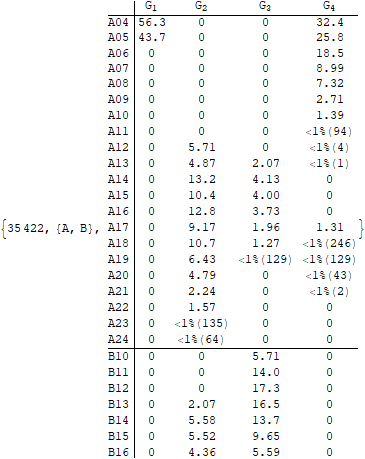 G1 G2 G3 G4
A04 56.3 0 0 32.4
A05 43.7 0 0 25.8
A06 0 0 0 18.5
A07 0 0 0 8.99
A08 0 0 0 7.32
A09 0 0 0 2.71
A10 0 0 0 1.39
A11 0 0 0 <1%(94)
A12 0 5.71 0 <1%(4)
A13 0 4.87 2.07 <1%(1)
A14 0 13.2 4.13 0
A15 0 10.4 4.00 0
A16 0 12.8 3.73 0
{35422, {A, B}, A17 0 9.17 1.96 1.31 }
A18 0 10.7 1.27 <1%(246)
A19 0 6.43 <1%(129) <1%(129)
A20 0 4.79 0 <1%(43)
A21 0 2.24 0 <1%(2)
A22 0 1.57 0 0
A23 0 <1%(135) 0 0
A24 0 <1%(64) 0 0
B10 0 0 5.71 0
B11 0 0 14.0 0
B12 0 0 17.3 0
B13 0 2.07 16.5 0
B14 0 5.58 13.7 0
B15 0 5.52 9.65 0
B16 0 4.36 5.59 0